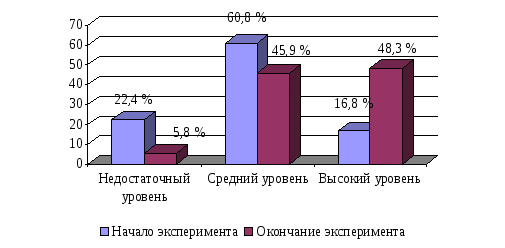 60,8 %
70
60
50
40
30
20
10
0
45,9 %
48,3 %
22,4 %
16,8 %
5,8 %
Недостаточный уровень
Средний уровень
Высокий уровень
Начало эксперимента
Окончание эксперимента